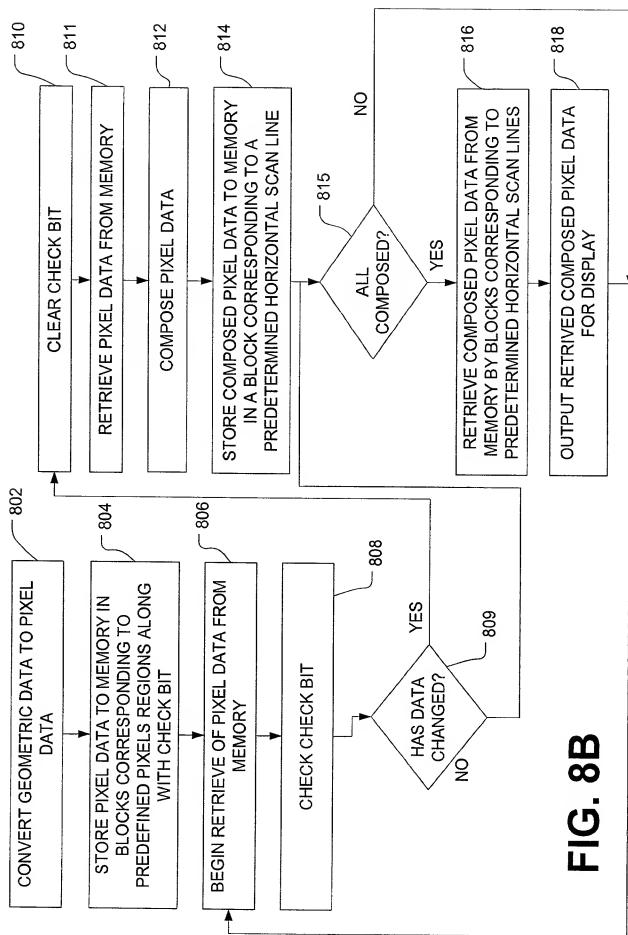 802
CONVERT GEOMETRIC DATA TO PIXEL
DATA
804
STORE PIXEL DATA TO MEMORY IN
BLOCKS CORRESPONDING TO
PREDEFINED PIXELS REGIONS ALONG
WITH CHECK BIT
806
BEGIN RETRIEVE OF PIXEL DATA FROM
MEMORY
808
CHECK CHECK BIT
809
HAS DATA
CHANGED?
YES
NO
810
CLEAR CHECK BIT
811
RETRIEVE PIXEL DATA FROM MEMORY
812
COMPOSE PIXEL DATA
814
STORE COMPOSED PIXEL DATA TO MEMORY
IN A BLOCK CORRESPONDING TO A
PREDETERMINED HORIZONTAL SCAN LINE
815
ALL
COMPOSED?
NO
YES
816
RETRIEVE COMPOSED PIXEL DATA FROM
MEMORY BY BLOCKS CORRESPONDING TO
PREDETERMINED HORIZONTAL SCAN LINES
818
OUTPUT RETRIVED COMPOSED PIXEL DATA
FOR DISPLAY
FIG. 8B